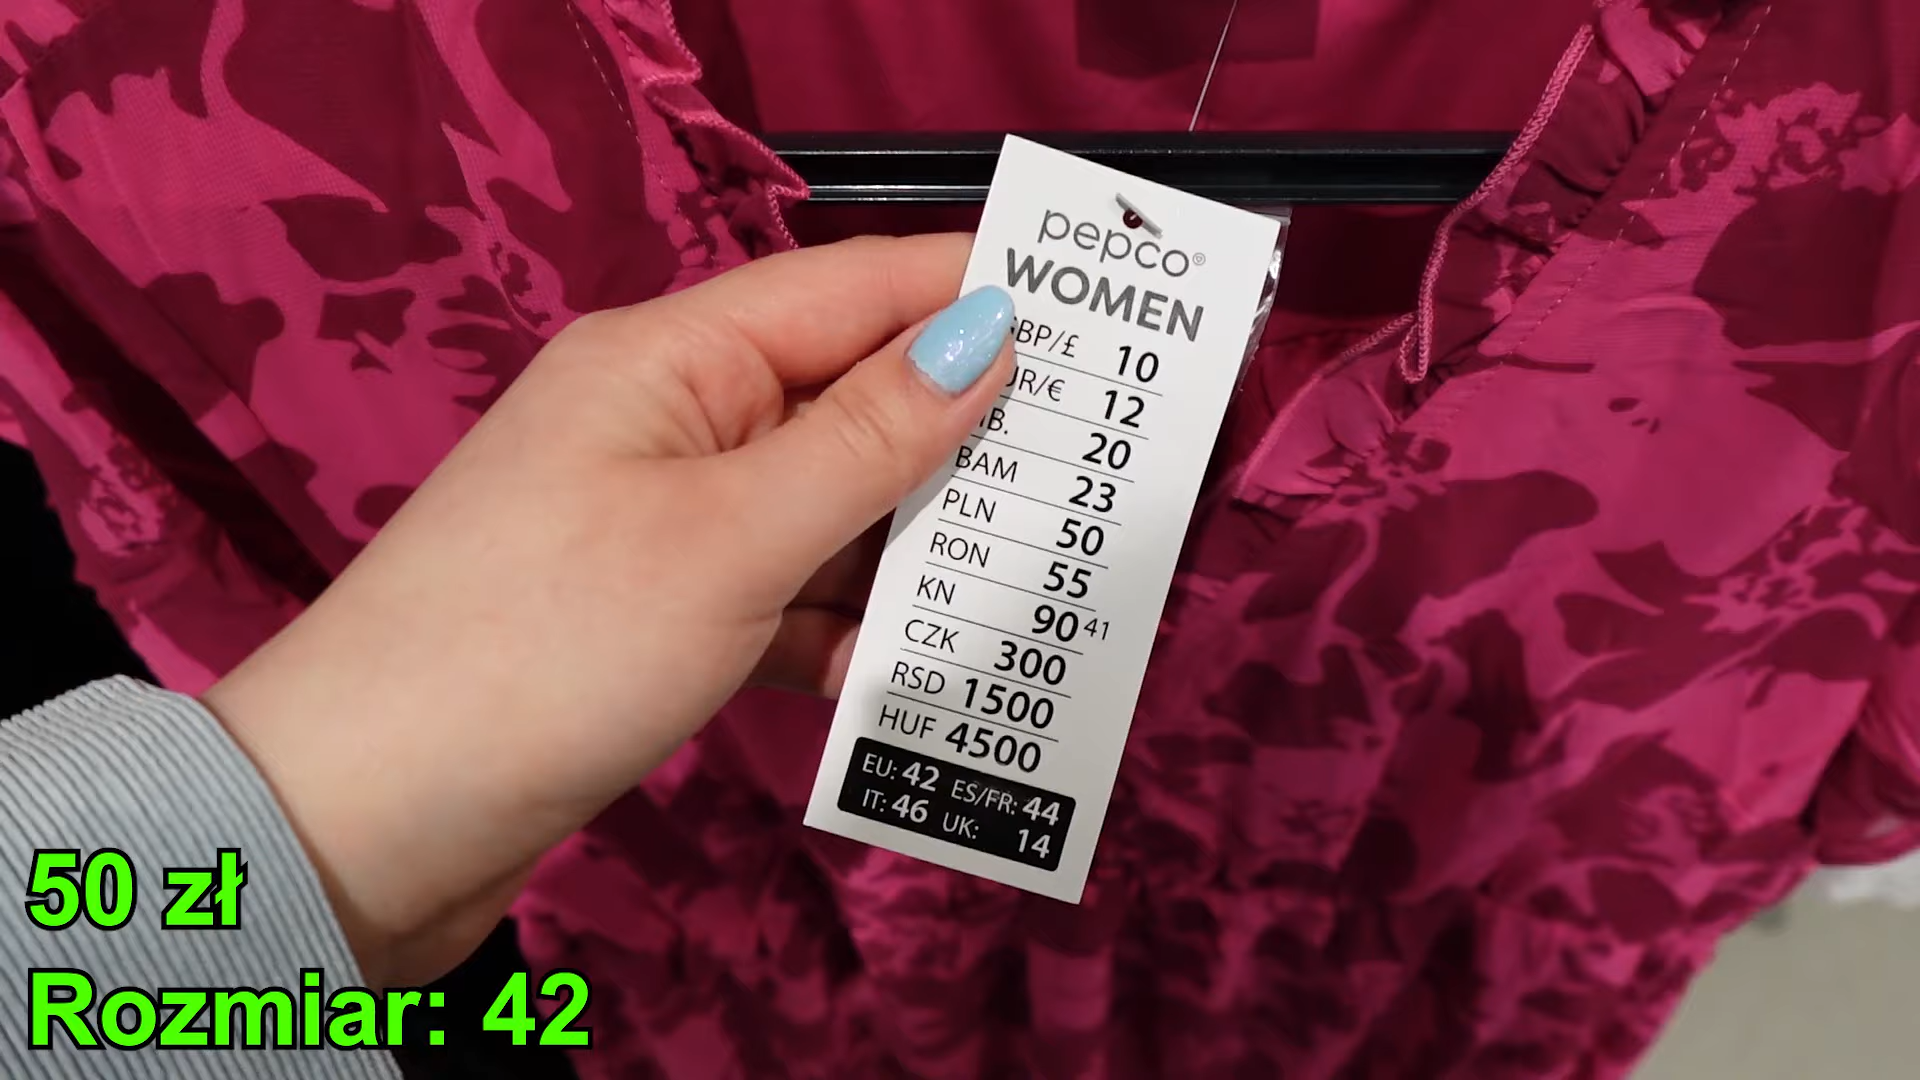 pepco
WOMEN
GBP/£ 10
UR/€ 12
IB. 20
BAM 23
PLN 50
RON 55
KN 90 41
CZK 300
RSD 1500
HUF 4500
EU: 42 ES/FR: 44
IT: 46 UK: 14
50 zł
Rozmiar: 42